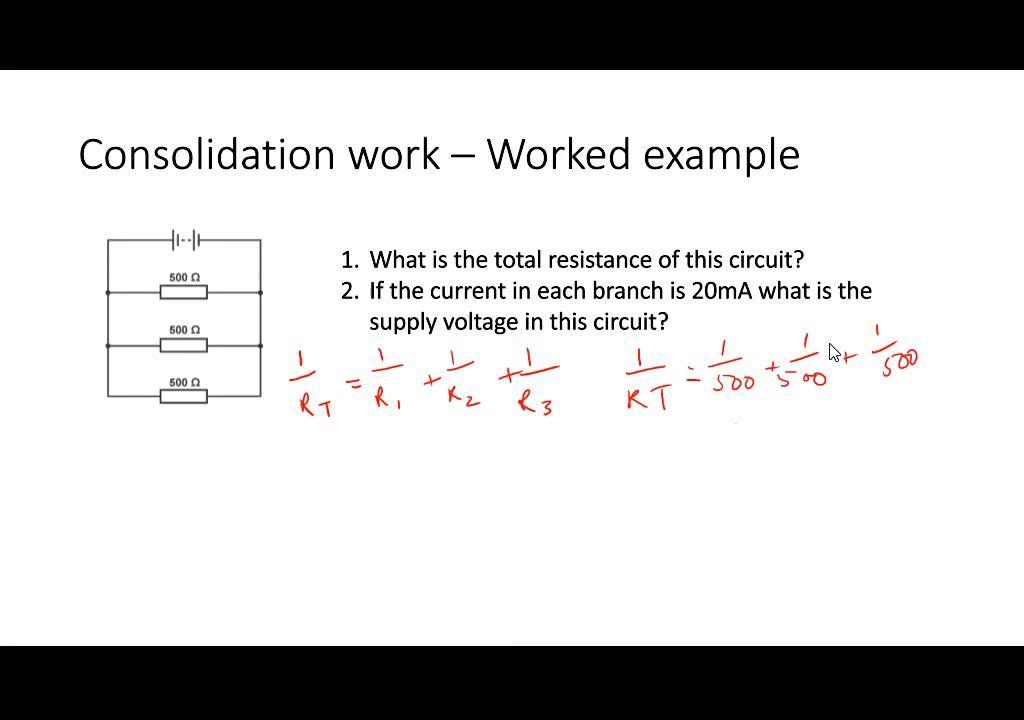 Consolidation work – Worked example
500 Ω
500 Ω
500 Ω
1. What is the total resistance of this circuit?
2. If the current in each branch is 20mA what is the
supply voltage in this circuit?
1/RT = 1/R1 + 1/R2 + 1/R3
1/RT = 1/500 + 1/500 + 1/500